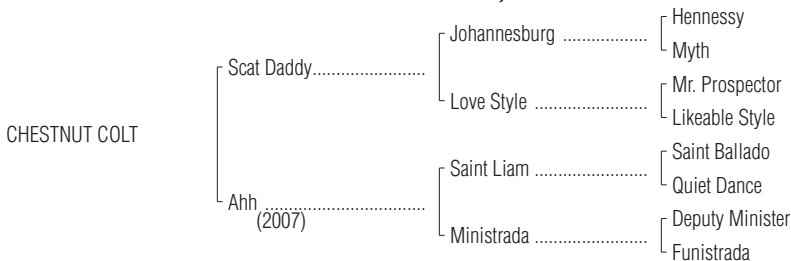 Hennessy
Johannesburg ..................
Myth
Scat Daddy........................
Mr. Prospector
Love Style ........................
Likeable Style
CHESTNUT COLT
Saint Ballado
Saint Liam ........................
Quiet Dance
Ahh ..................................
(2007)
Deputy Minister
Ministrada ........................
Funistrada